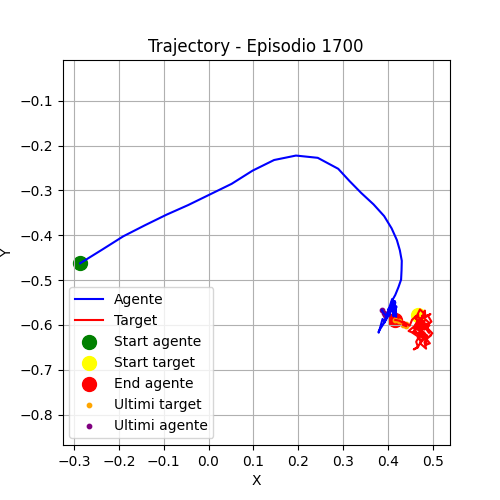 Trajectory - Episodio 1700
Y
−0.1
−0.2
−0.3
−0.4
−0.5
−0.6
−0.7
−0.8
Agente
Target
Start agente
Start target
End agente
Ultimi target
Ultimi agente
−0.3 −0.2 −0.1 0.0 0.1 0.2 0.3 0.4 0.5
X